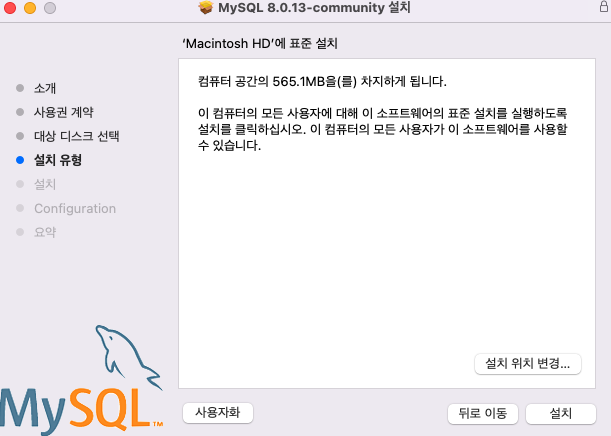 MySQL 8.0.13-community 설치
‘Macintosh HD’에 표준 설치
소개
사용권 계약
대상 디스크 선택
설치 유형
설치
Configuration
요약
컴퓨터 공간의 565.1MB을(를) 차지하게 됩니다.
이 컴퓨터의 모든 사용자에 대해 이 소프트웨어의 표준 설치를 실행하도록
설치를 클릭하십시오. 이 컴퓨터의 모든 사용자가 이 소프트웨어를 사용할
수 있습니다.
설치 위치 변경...
MySQL™
사용자화
뒤로 이동
설치